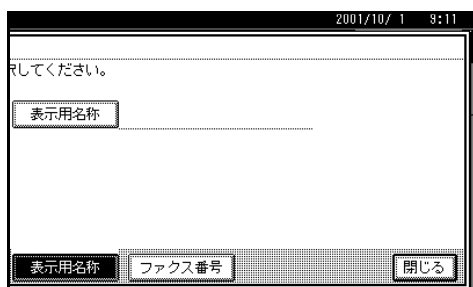 2001/10/ 1 9:11
択してください。
表示用名称
表示用名称 ファクス番号 閉じる